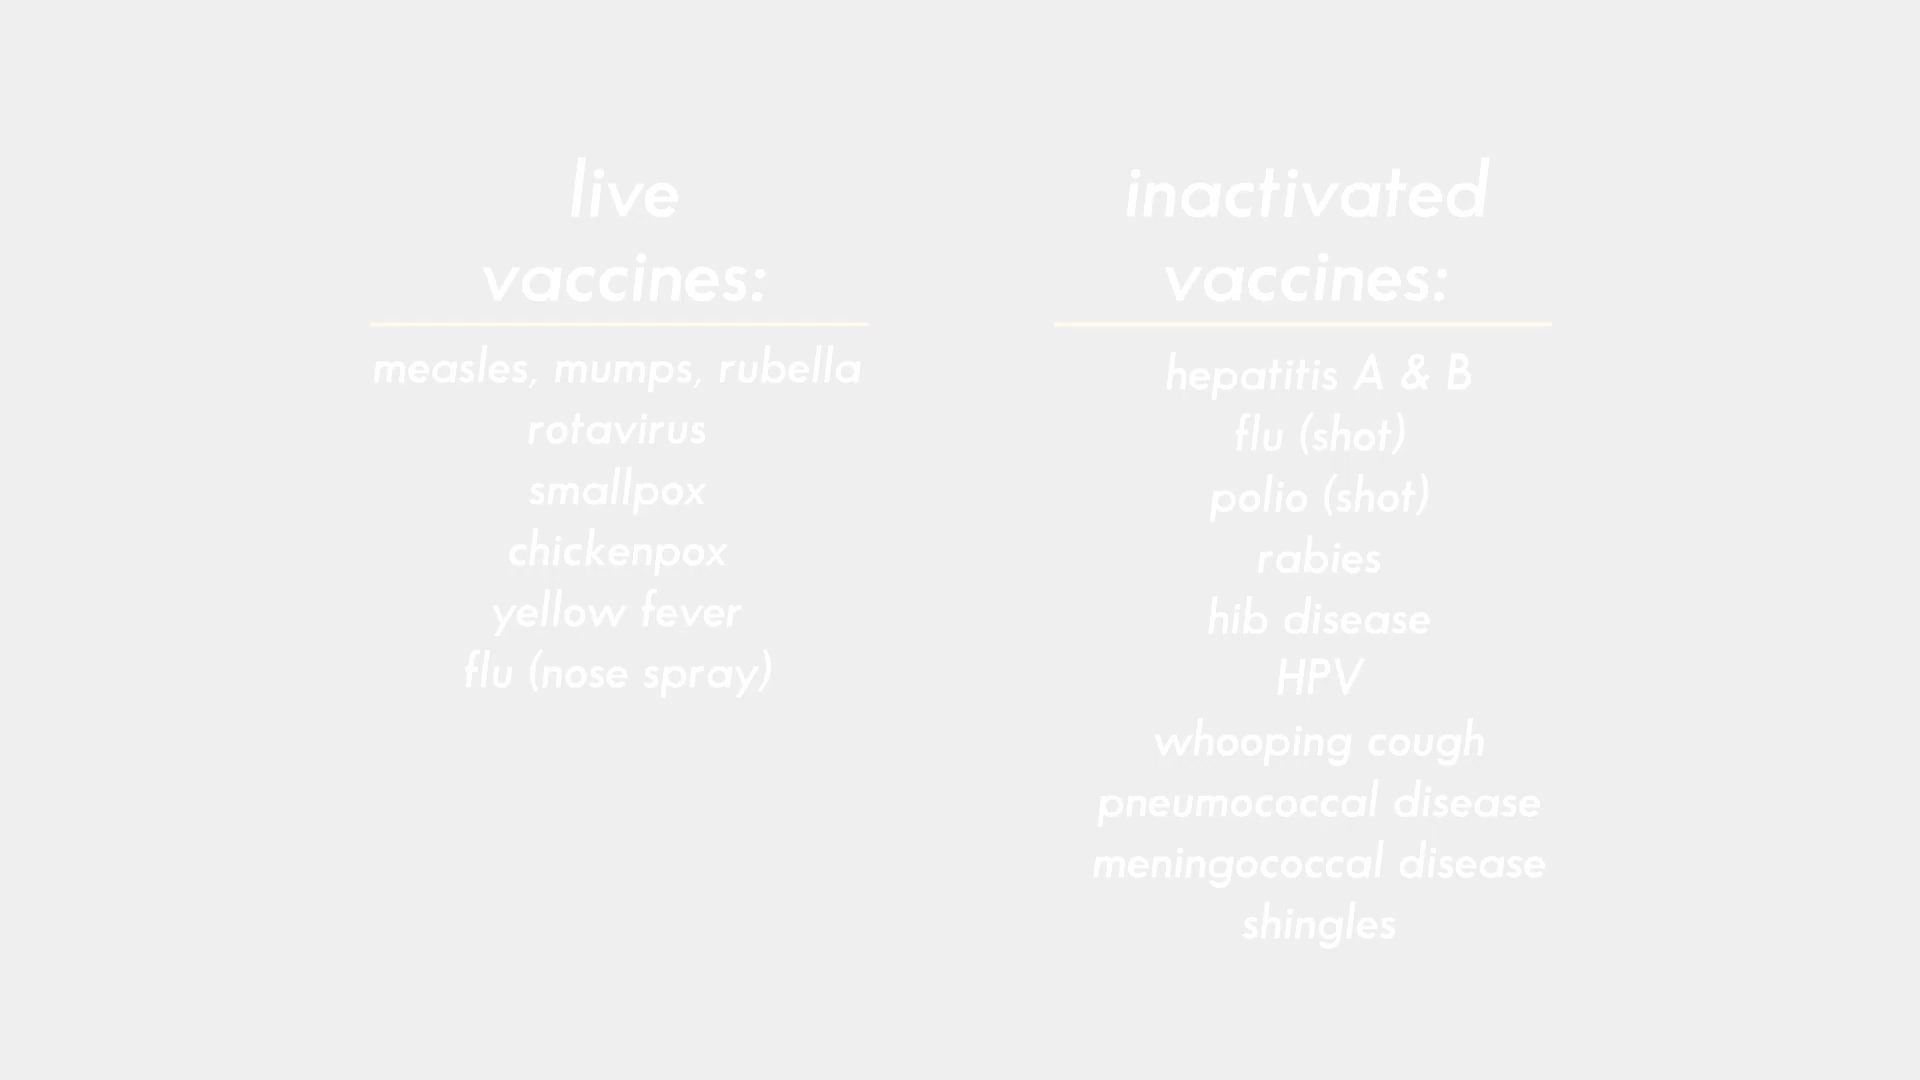 live
vaccines:
measles, mumps, rubella
rotavirus
smallpox
chickenpox
yellow fever
flu (nose spray)
inactivated
vaccines:
hepatitis A & B
flu (shot)
polio (shot)
rabies
hib disease
HPV
whooping cough
pneumococcal disease
meningococcal disease
shingles